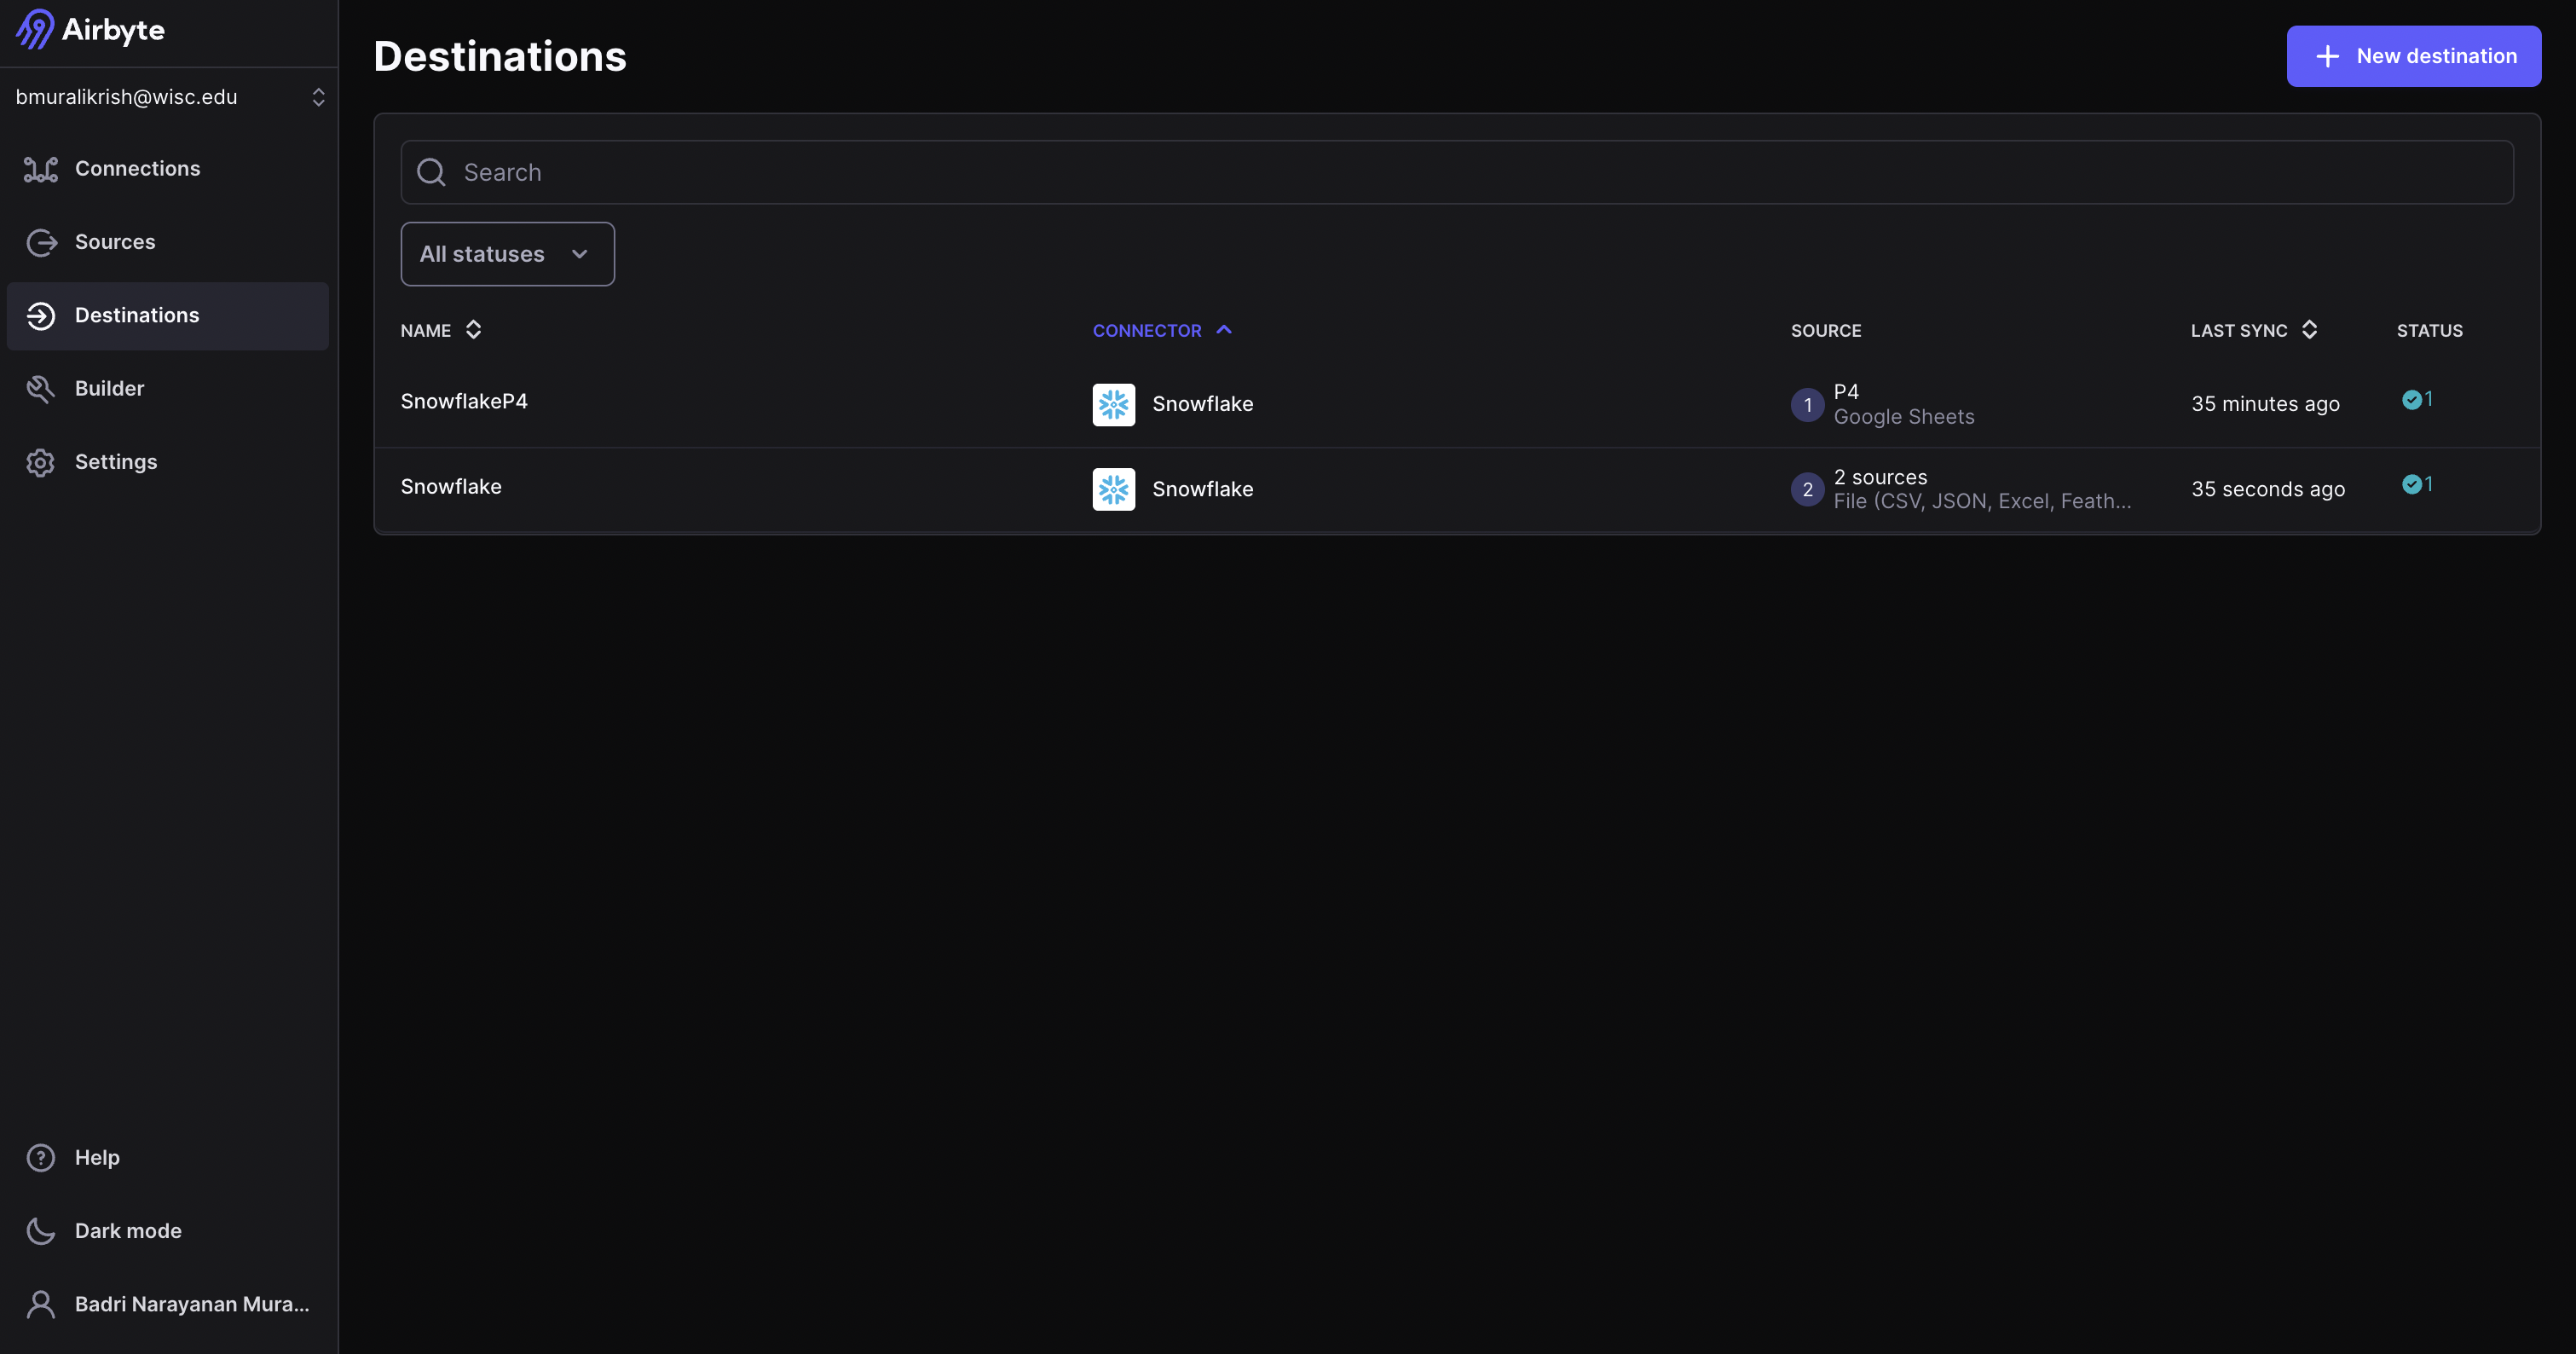 Airbyte
bmuralikrish@wisc.edu
Connections
Sources
Destinations
Builder
Settings
Help
Dark mode
Badri Narayanan Mura...
Destinations
New destination
Search
All statuses
NAME CONNECTOR SOURCE LAST SYNC STATUS
SnowflakeP4 Snowflake 1 P4 35 minutes ago 1
Google Sheets
Snowflake Snowflake 2 2 sources 35 seconds ago 1
File (CSV, JSON, Excel, Feath...